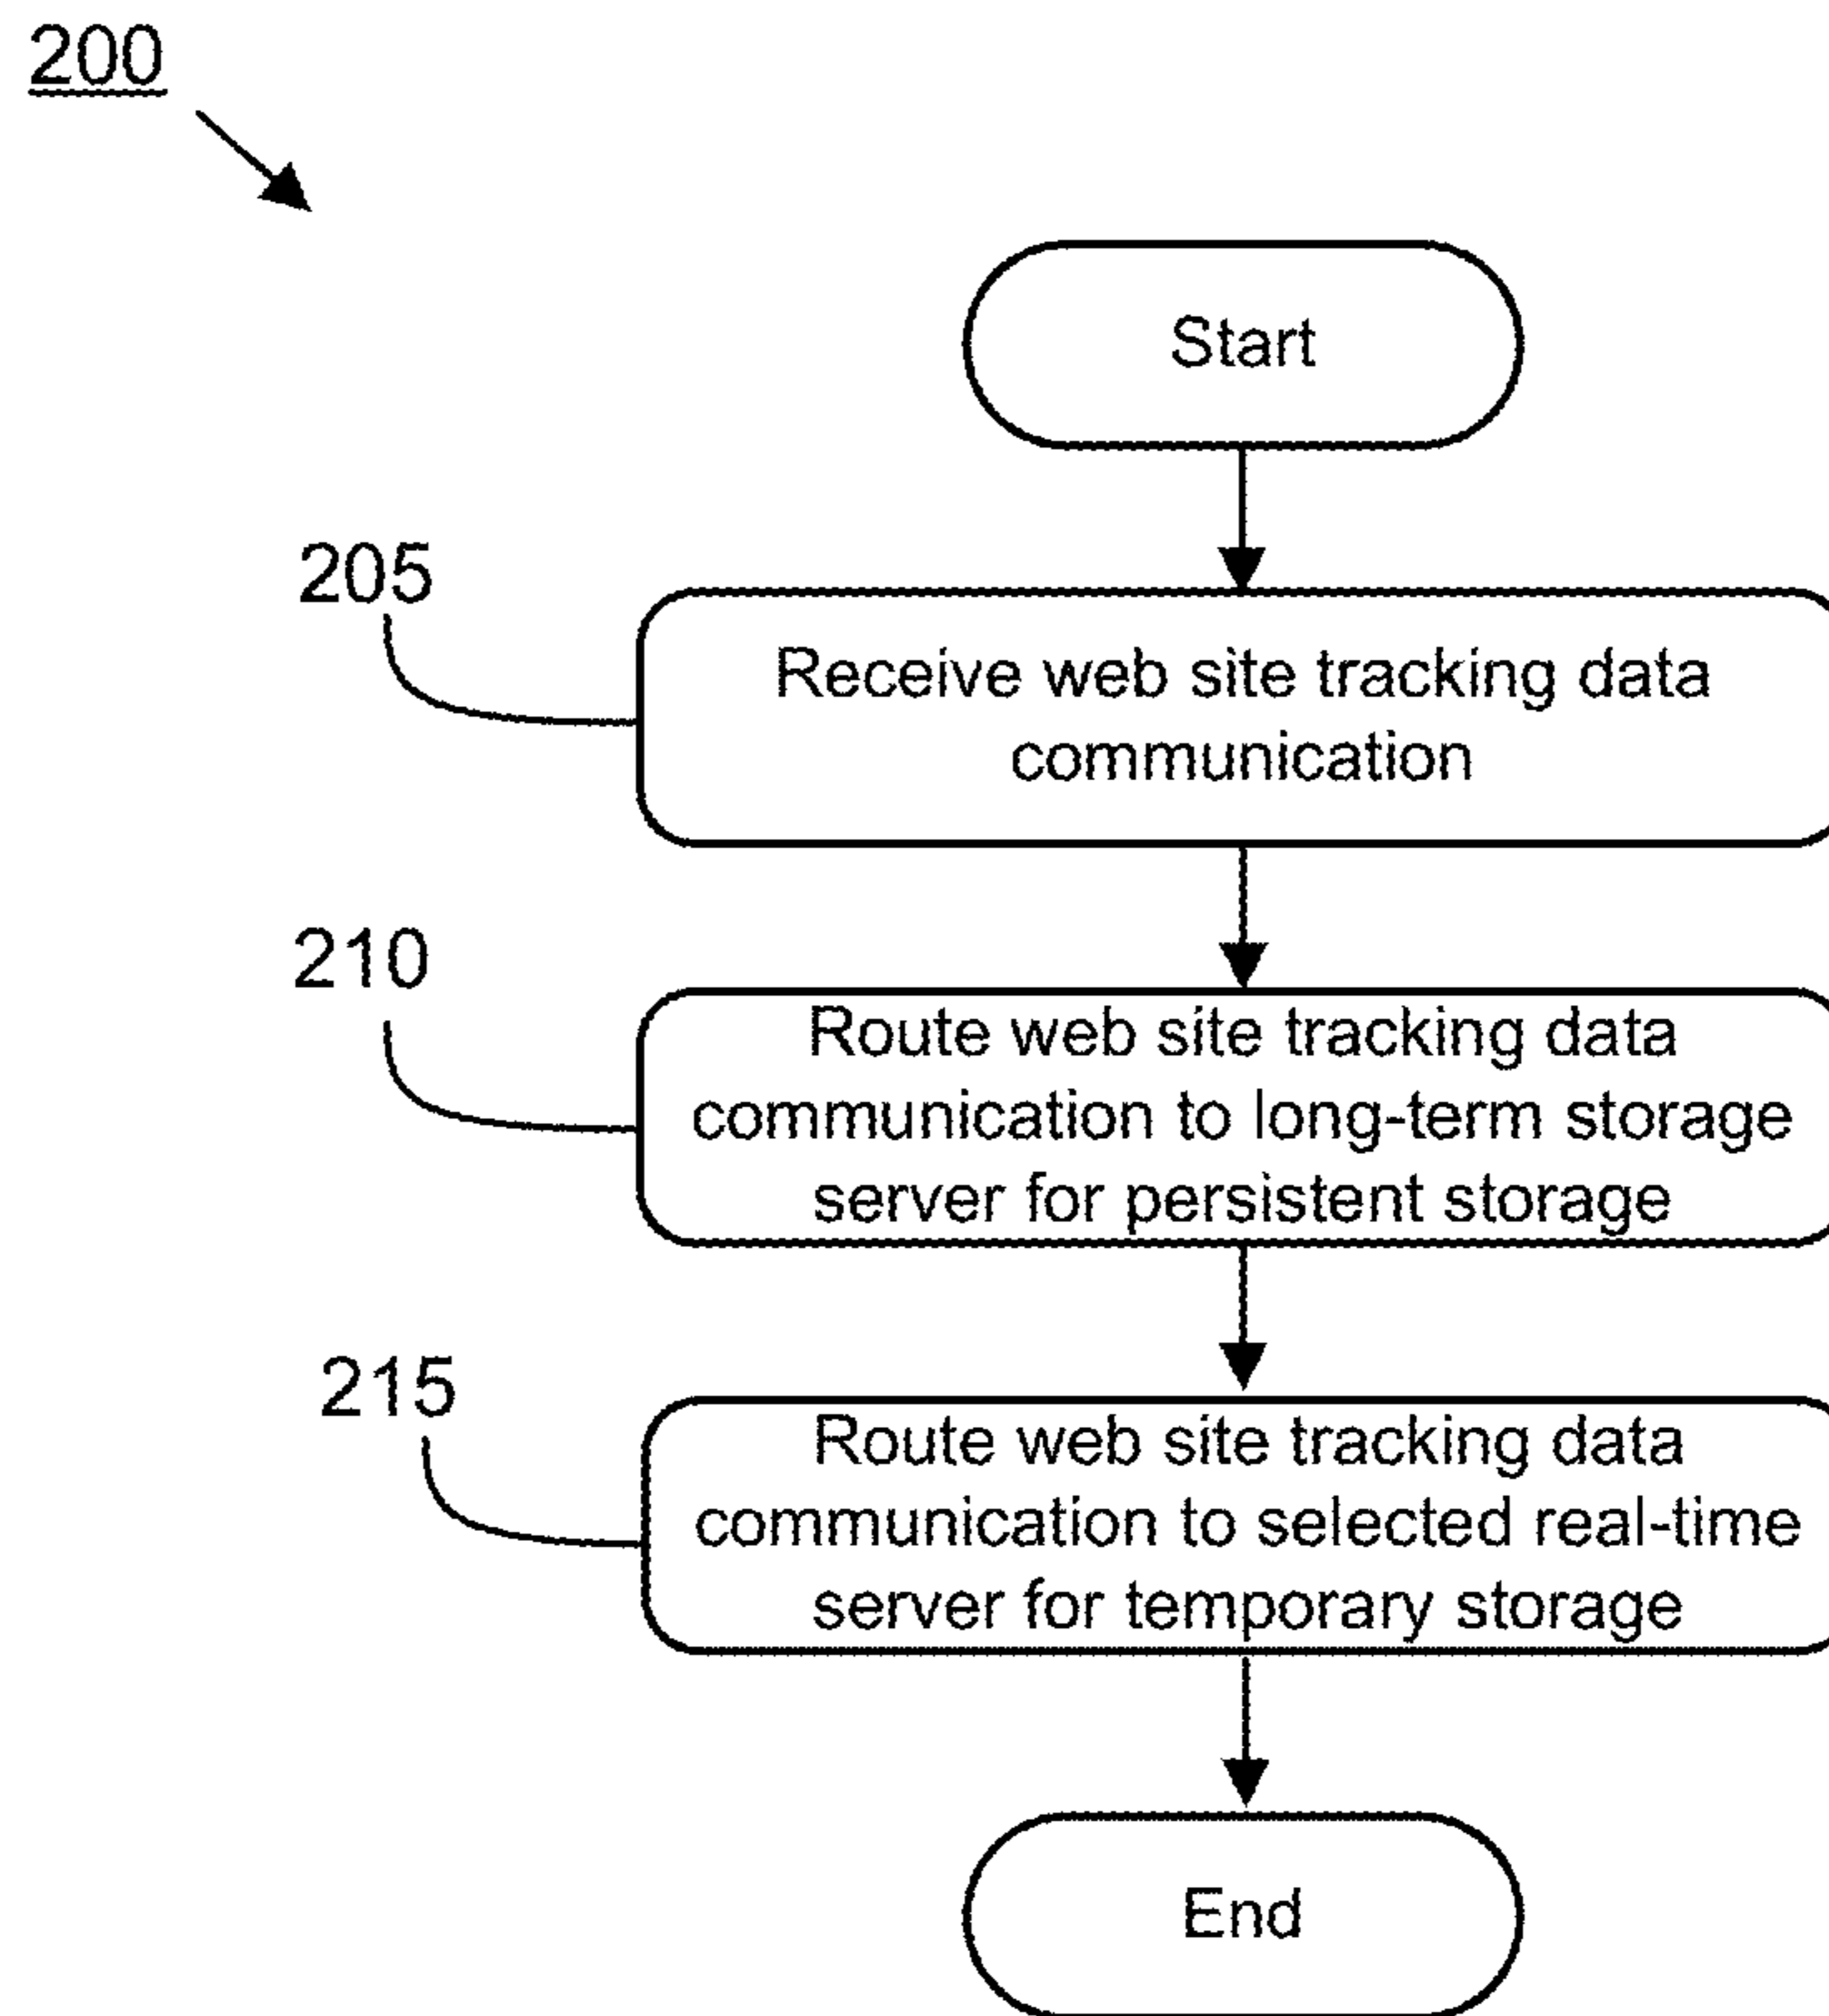 200
Start
205
Receive web site tracking data
communication
210
Route web site tracking data
communication to long-term storage
server for persistent storage
215
Route web site tracking data
communication to selected real-time
server for temporary storage
End